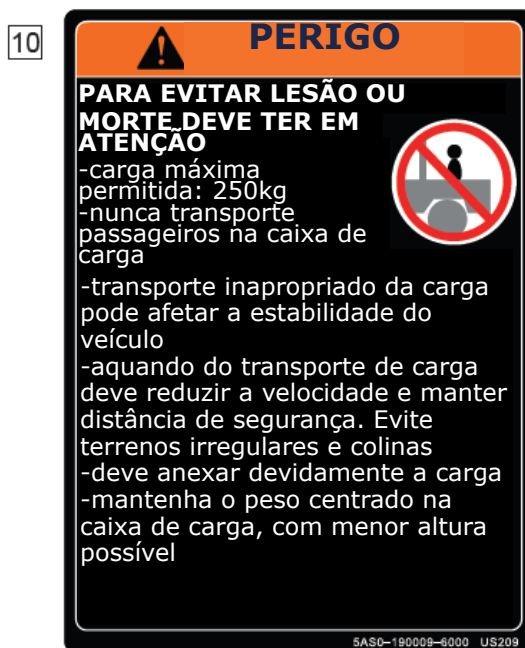 10
PERIGO
PARA EVITAR LESÃO OU
MORTE DEVE TER EM
ATENÇÃO
-carga máxima
permitida: 250kg
-nunca transporte
passageiros na caixa de
carga
-transporte inapropriado da carga
pode afetar a estabilidade do
veículo
-aquando do transporte de carga
deve reduzir a velocidade e manter
distância de segurança. Evite
terrenos irregulares e colinas
-deve anexar devidamente a carga
-mantenha o peso centrado na
caixa de carga, com menor altura
possível
5AS0-190009-6000 US209